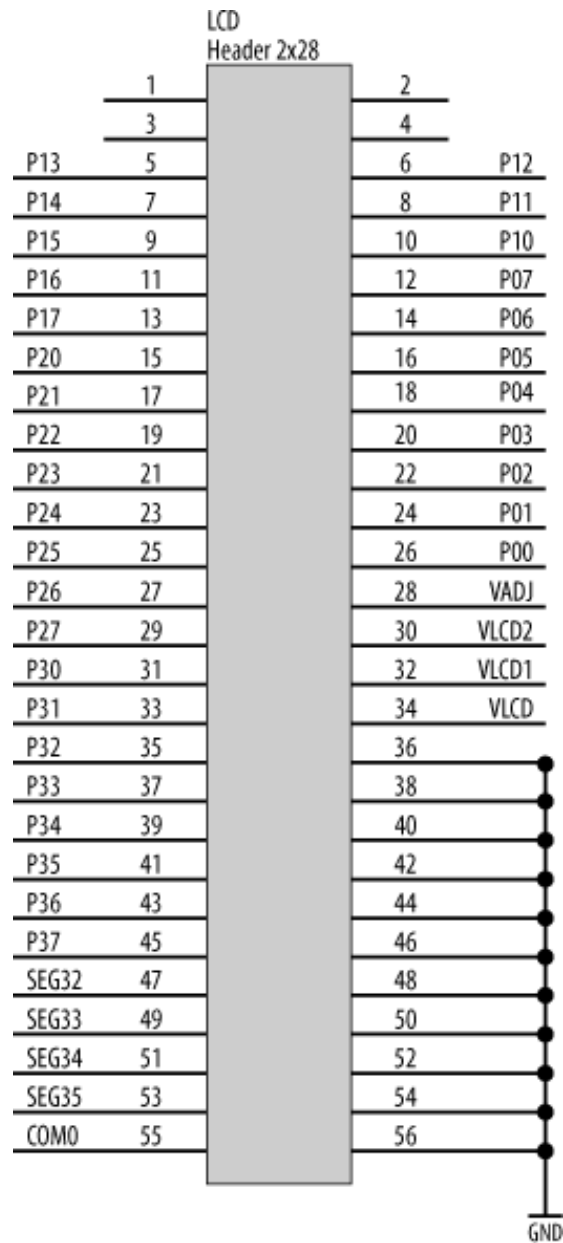 LCD
Header 2x28
1 2
3 4
P13 5 6 P12
P14 7 8 P11
P15 9 10 P10
P16 11 12 P07
P17 13 14 P06
P20 15 16 P05
P21 17 18 P04
P22 19 20 P03
P23 21 22 P02
P24 23 24 P01
P25 25 26 P00
P26 27 28 VADJ
P27 29 30 VLCD2
P30 31 32 VLCD1
P31 33 34 VLCD
P32 35 36
P33 37 38
P34 39 40
P35 41 42
P36 43 44
P37 45 46
SEG32 47 48
SEG33 49 50
SEG34 51 52
SEG35 53 54
COM0 55 56
GND